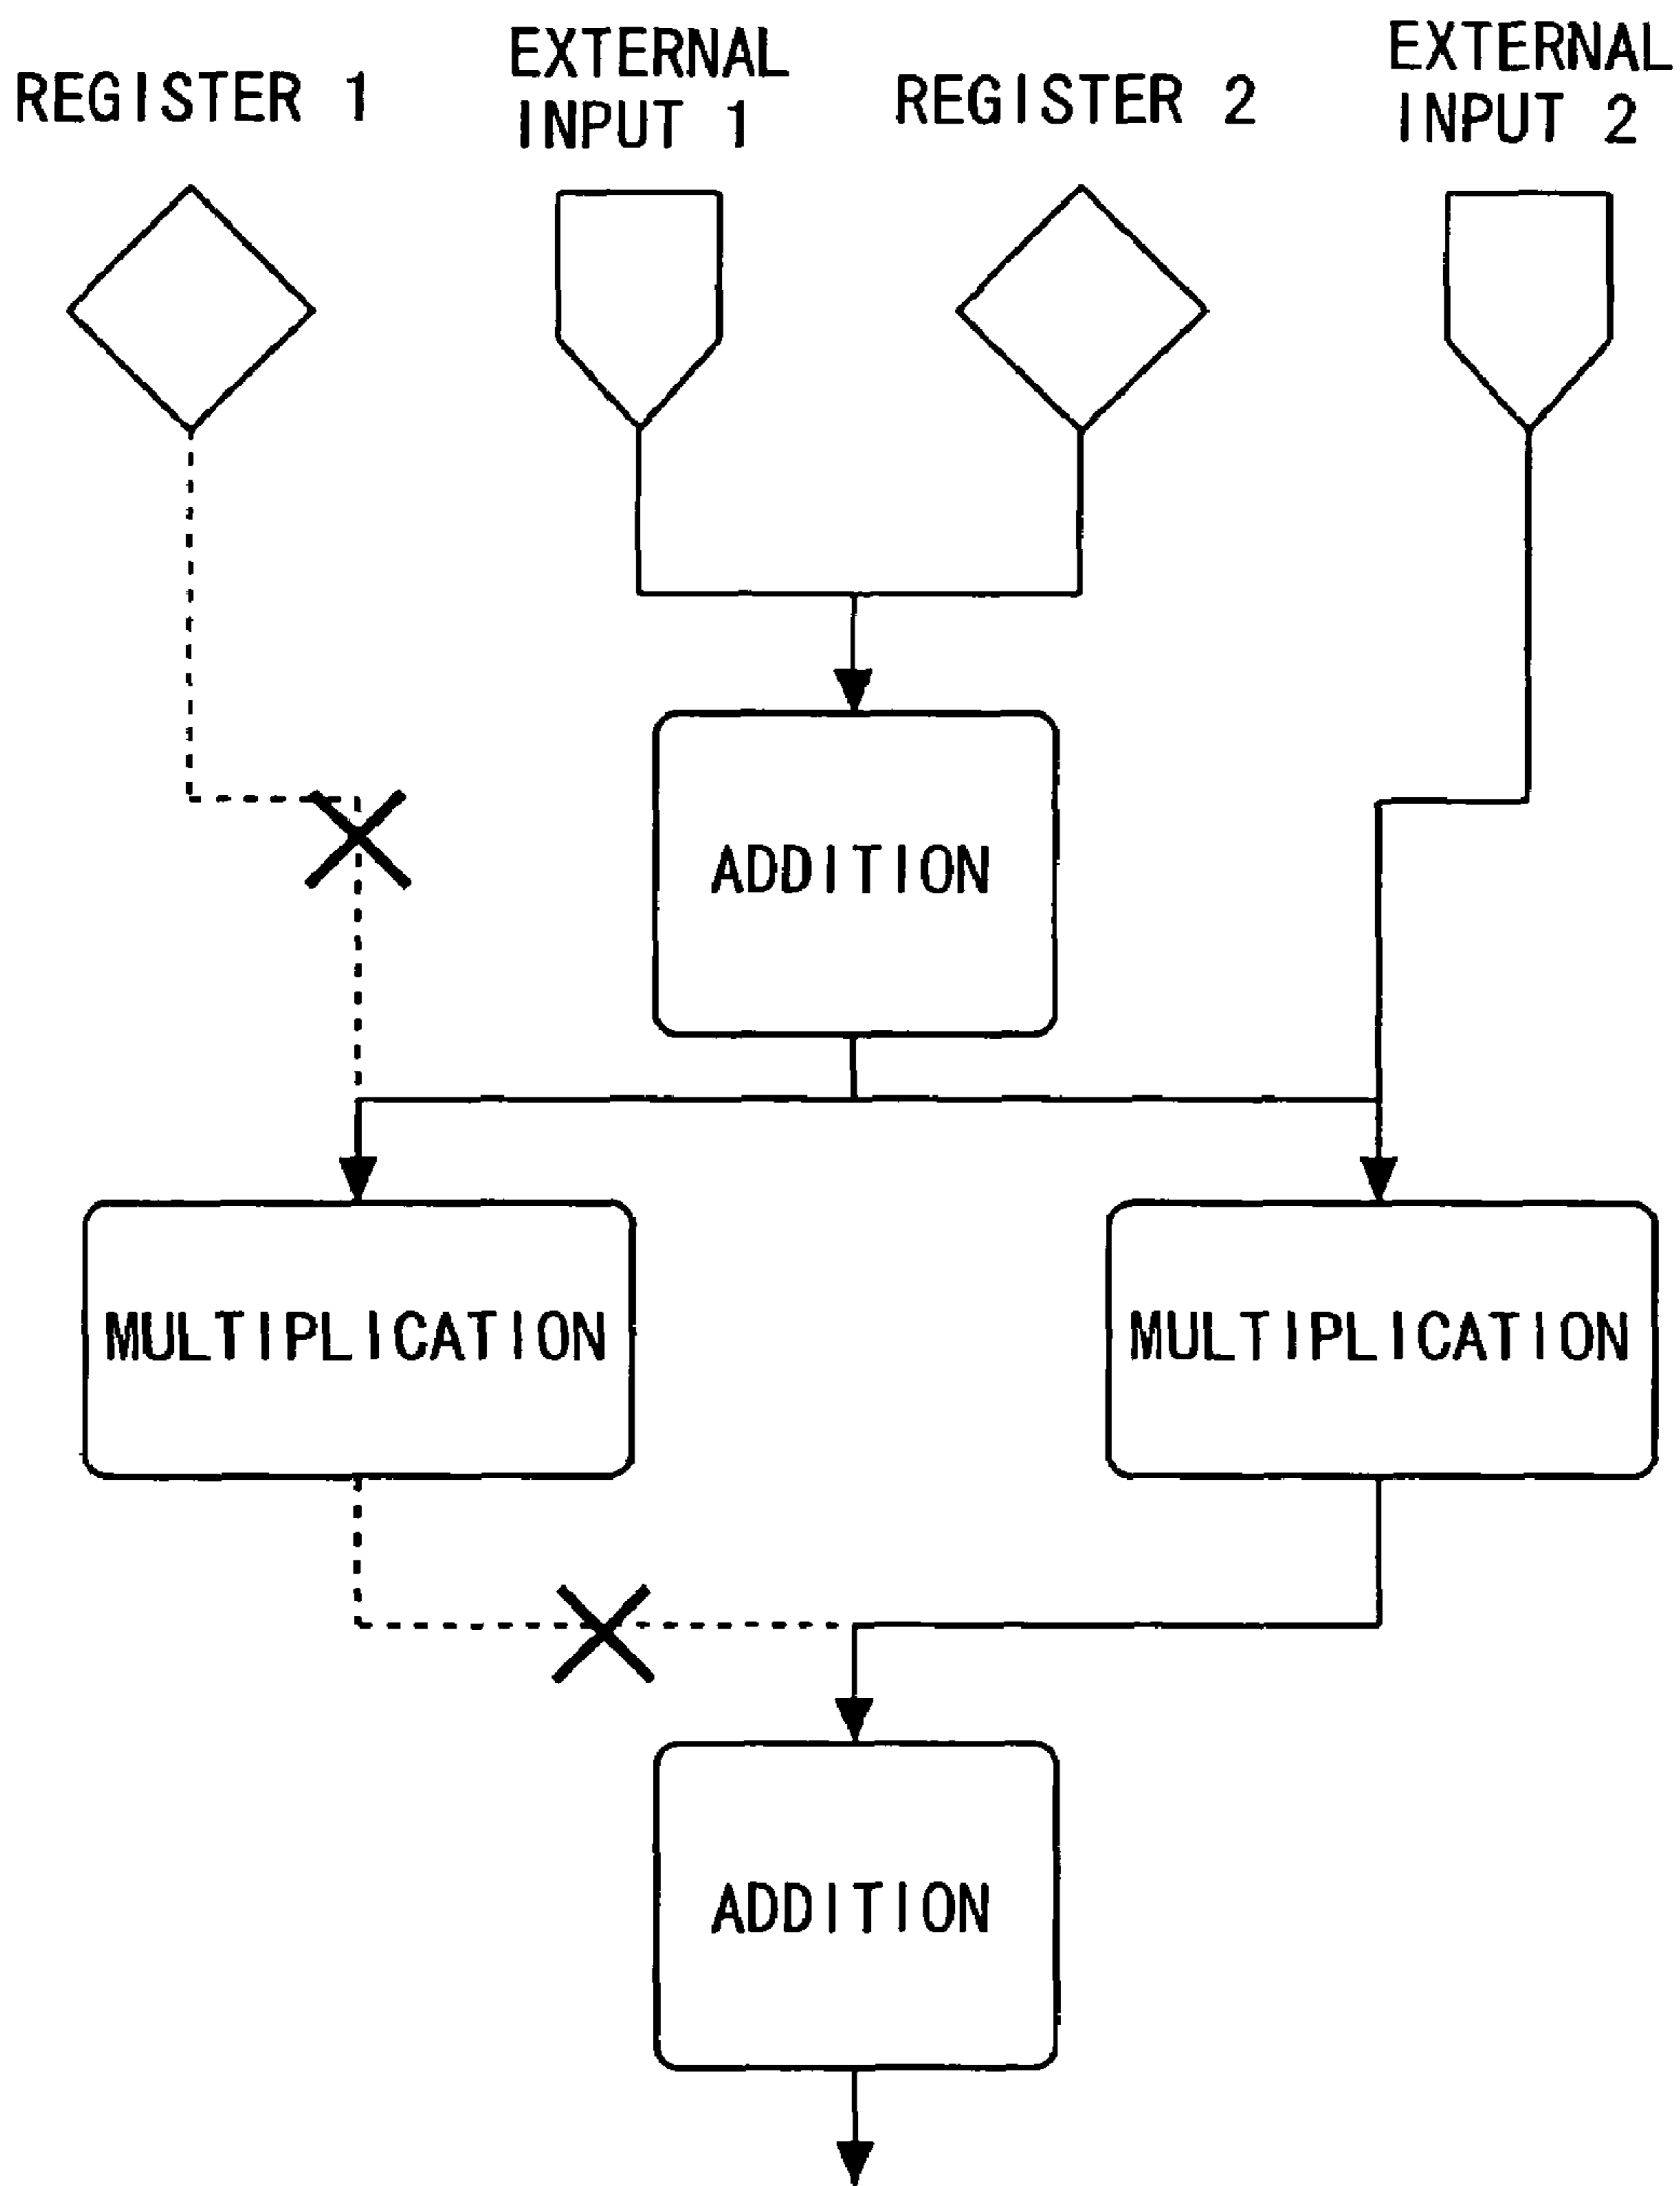 REGISTER 1
EXTERNAL
INPUT 1
REGISTER 2
EXTERNAL
INPUT 2
ADDITION
MULTIPLICATION
MULTIPLICATION
ADDITION